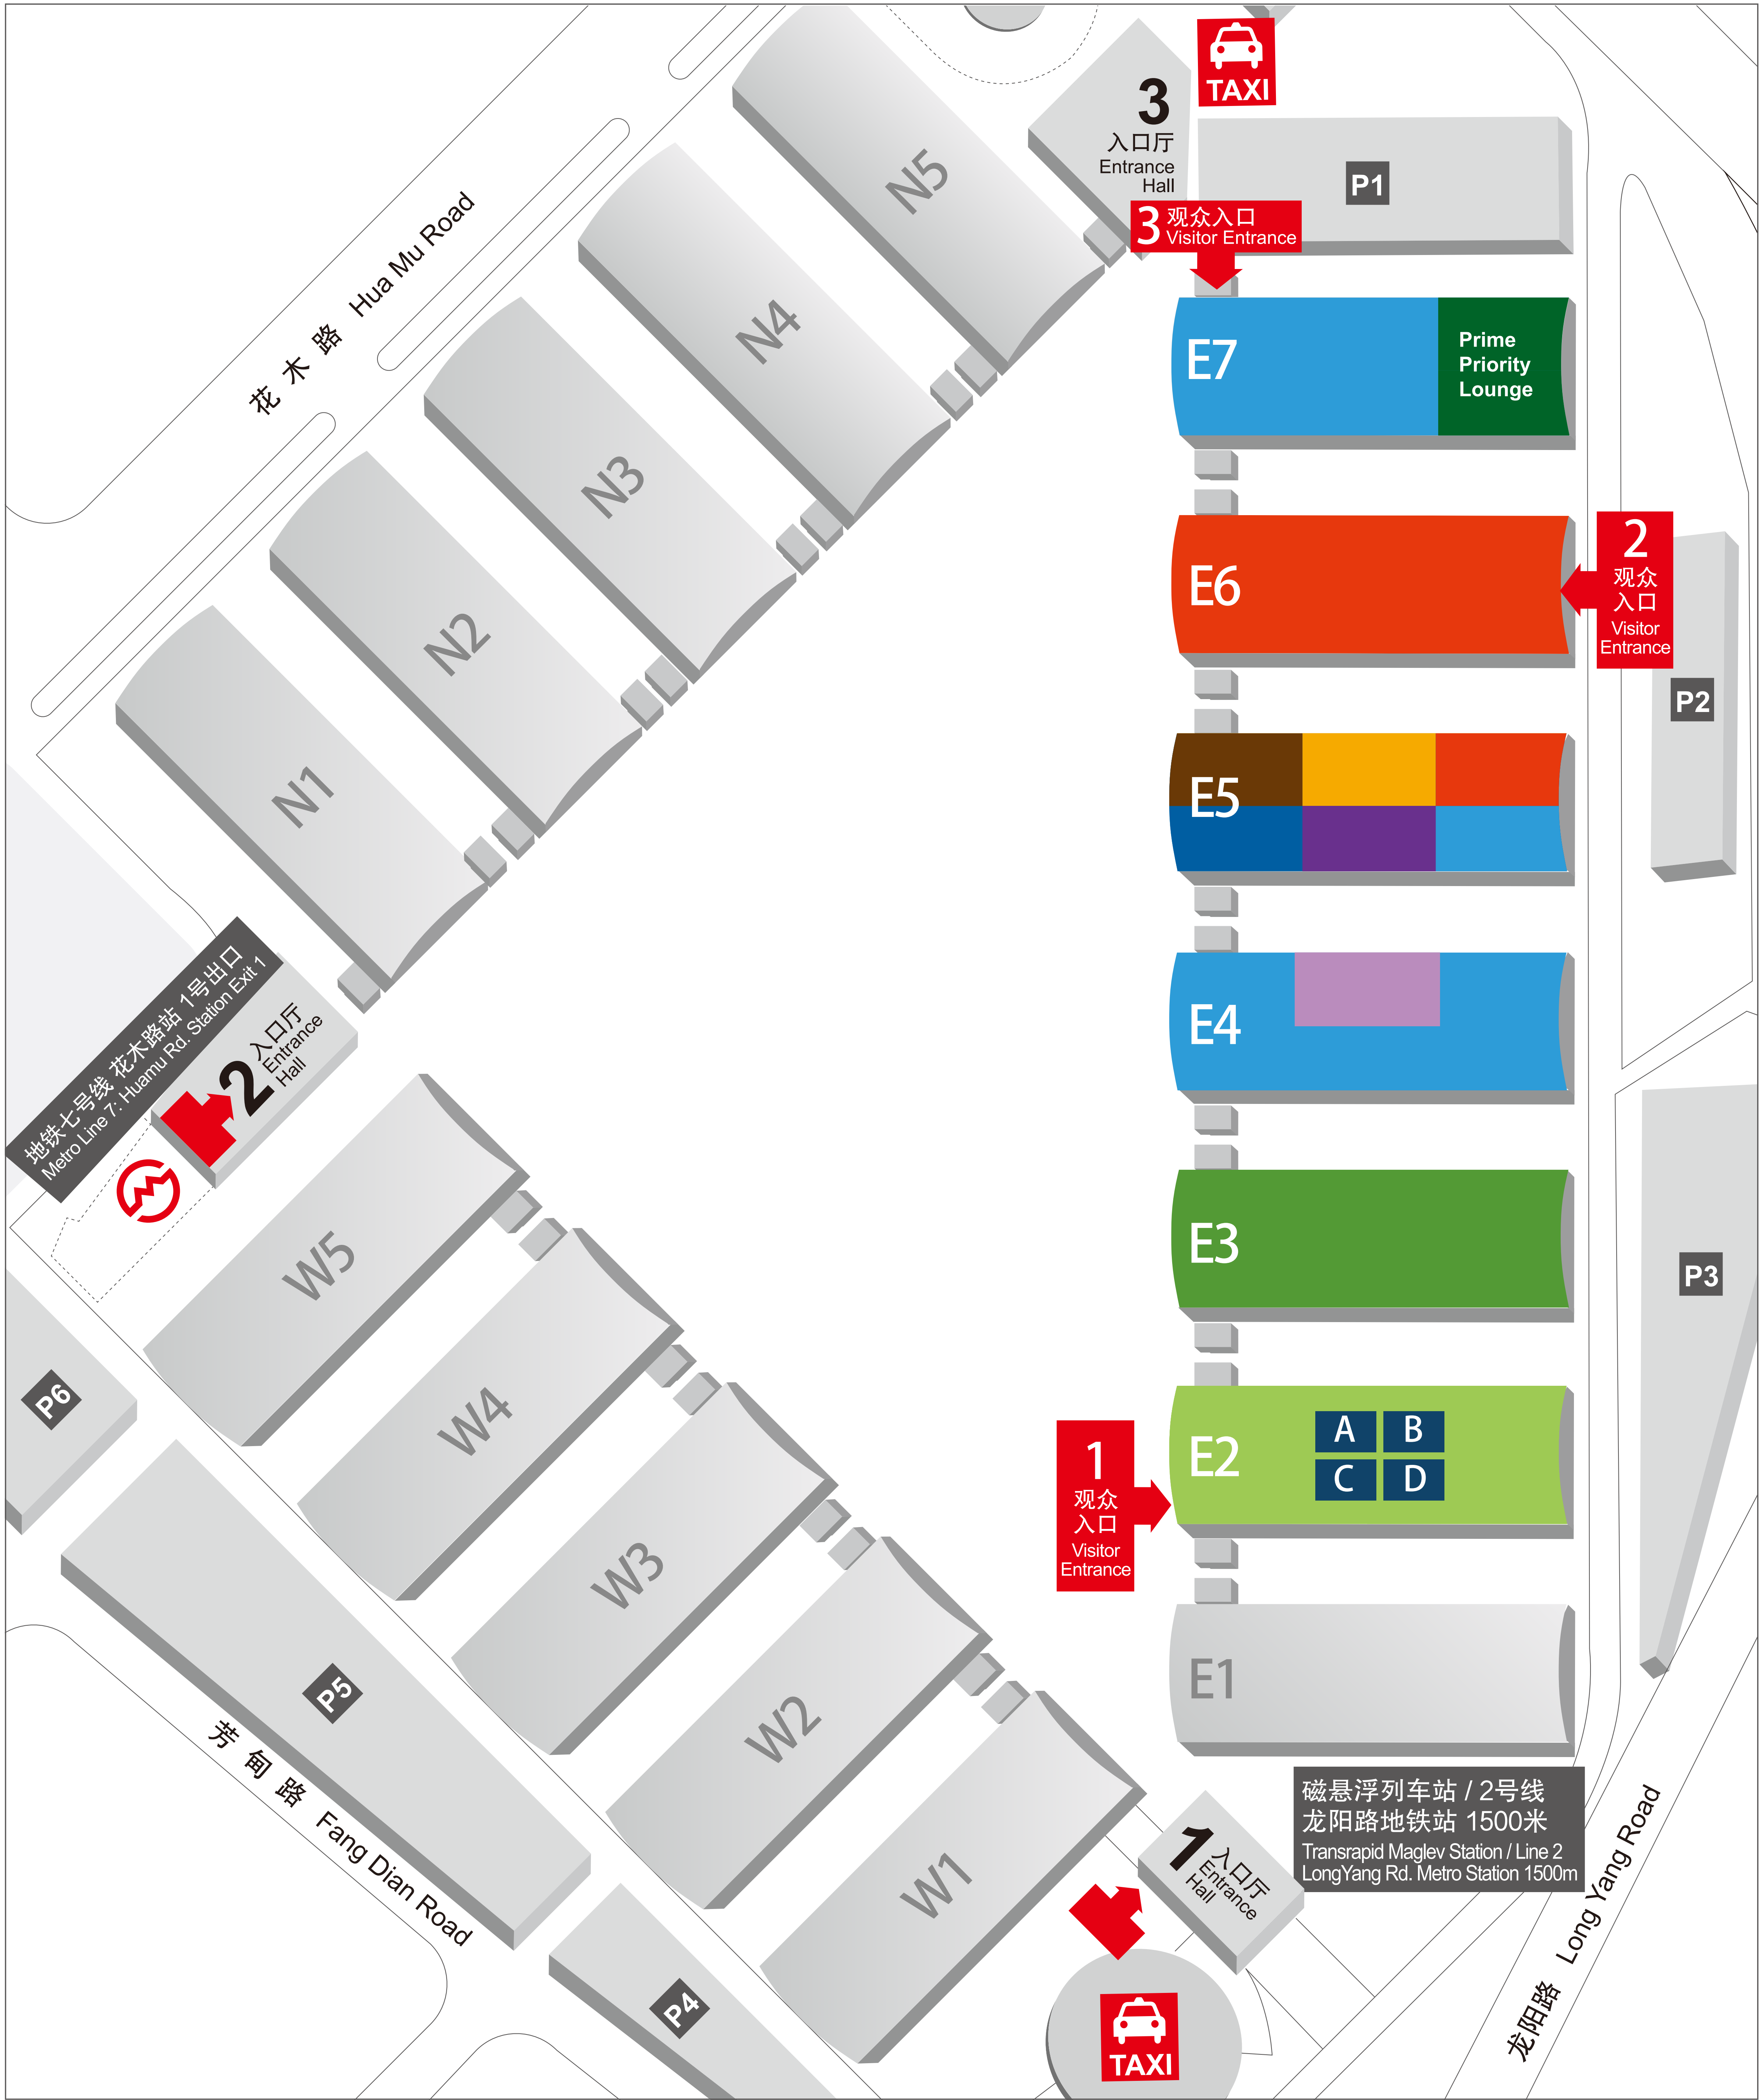 TAXI
3
入口厅
Entrance
Hall
P1
3 观众入口
Visitor Entrance
N5
花木路 Hua Mu Road
N4
E7
Prime
Priority
Lounge
N3
2
观众
入口
Visitor
Entrance
E6
N2
P2
N1
E5
地铁七号线 花木路站 1号出口
Metro Line 7: Huamu Rd. Station Exit 1
2
入口厅
Entrance
Hall
E4
W5
E3
P3
P6
W4
1
观众
入口
Visitor
Entrance
E2
A B
C D
W3
P5
E1
W2
芳甸路 Fang Dian Road
磁悬浮列车站 / 2号线
龙阳路地铁站 1500米
Transrapid Maglev Station / Line 2
LongYang Rd. Metro Station 1500m
1
入口厅
Entrance
Hall
W1
龙阳路 Long Yang Road
P4
TAXI